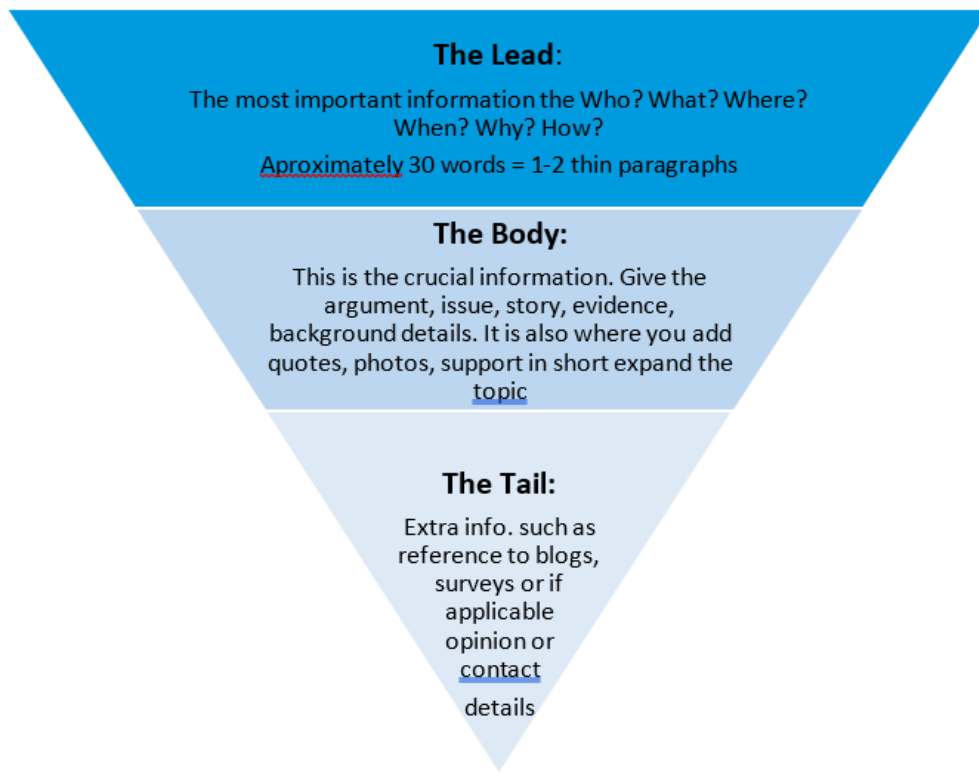 The Lead:
The most important information the Who? What? Where?
When? Why? How?
Aproximately 30 words = 1-2 thin paragraphs
The Body:
This is the crucial information. Give the
argument, issue, story, evidence,
background details. It is also where you add
quotes, photos, support in short expand the
topic
The Tail:
Extra info. such as
reference to blogs,
surveys or if
applicable
opinion or
contact
details